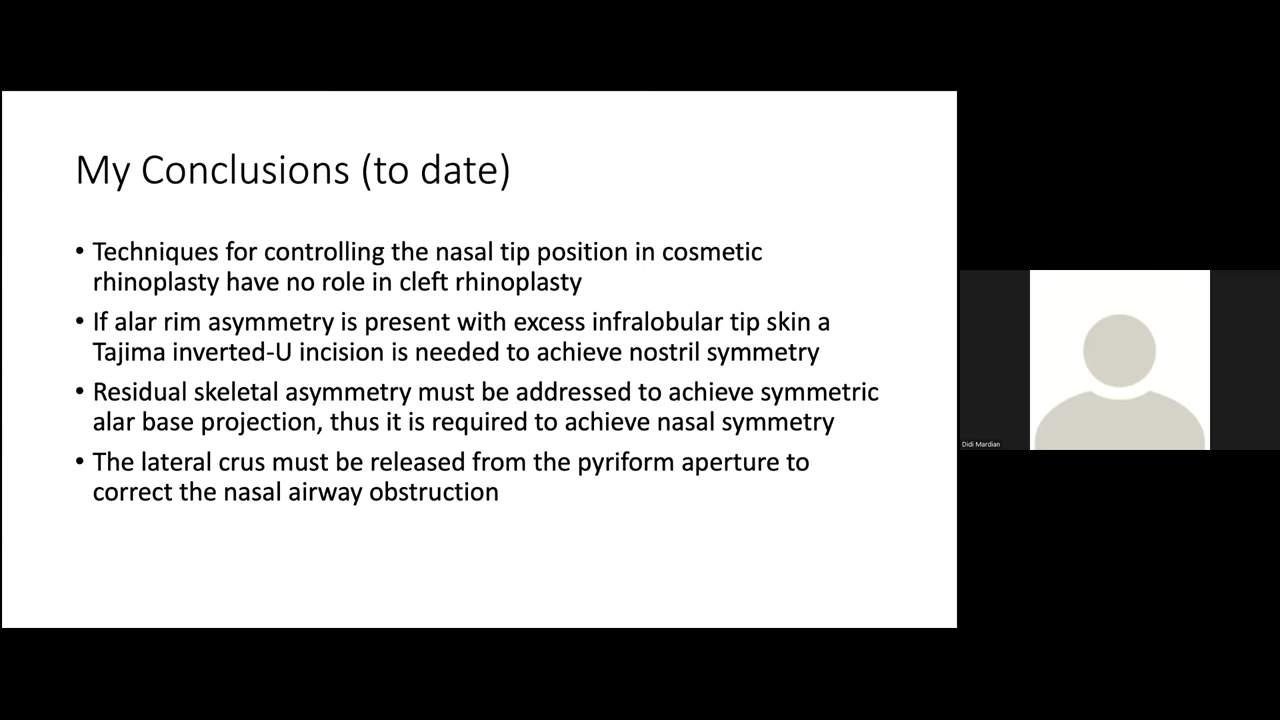 My Conclusions (to date)
• Techniques for controlling the nasal tip position in cosmetic
rhinoplasty have no role in cleft rhinoplasty
• If alar rim asymmetry is present with excess infralobular tip skin a
Tajima inverted-U incision is needed to achieve nostril symmetry
• Residual skeletal asymmetry must be addressed to achieve symmetric
alar base projection, thus it is required to achieve nasal symmetry
• The lateral crus must be released from the pyriform aperture to
correct the nasal airway obstruction
Didi Mardian